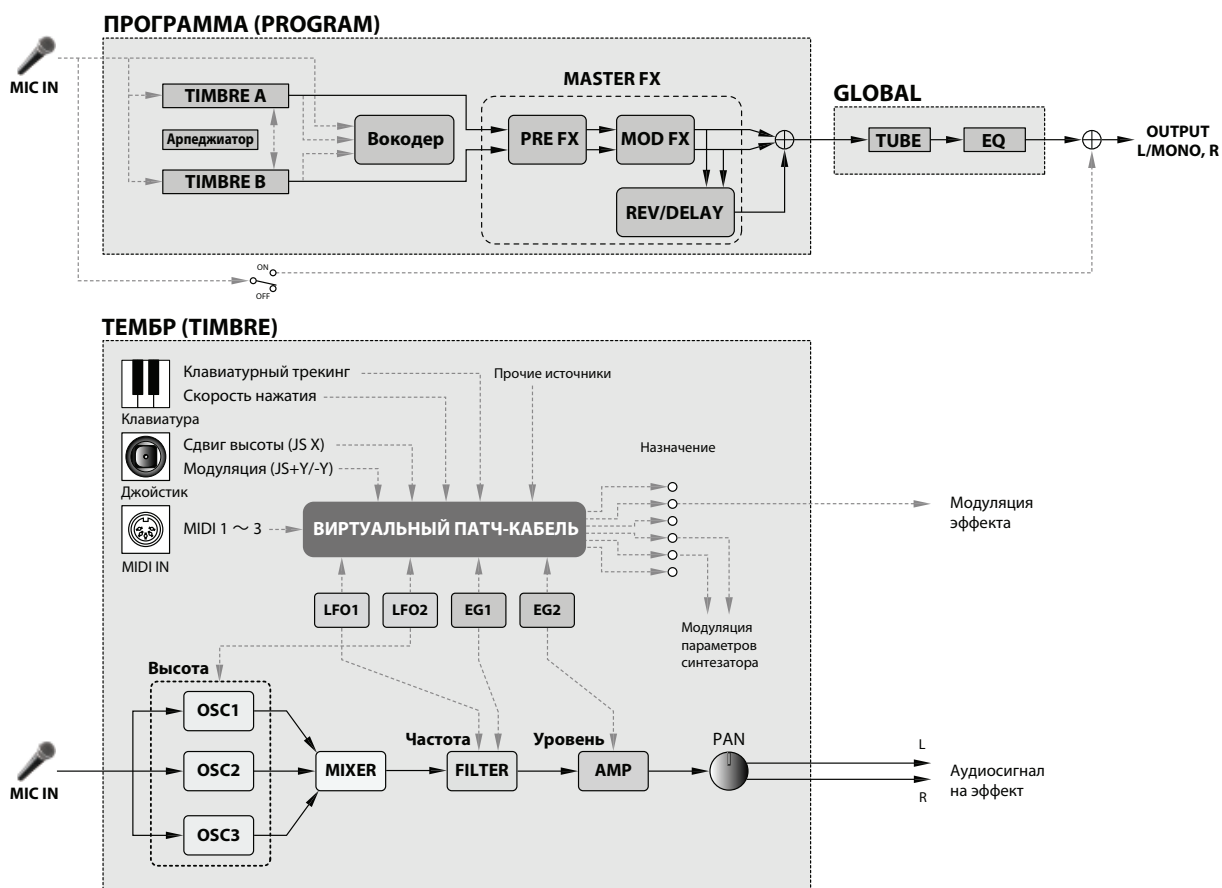 ПРОГРАММА (PROGRAM)
MIC IN
TIMBRE A
Арпеджиатор
TIMBRE B
Вокодер
MASTER FX
PRE FX
MOD FX
REV/DELAY
GLOBAL
TUBE
EQ
OUTPUT
L/MONO, R
ON
OFF
ТЕМБР (TIMBRE)
Клавиатурный трекинг
Скорость нажатия
Клавиатура
Сдвиг высоты (JS X)
Модуляция (JS+Y/-Y)
Джойстик
MIDI 1 ～ 3
MIDI IN
Прочие источники
Назначение
ВИРТУАЛЬНЫЙ ПАТЧ-КАБЕЛЬ
Модуляция
эффекта
LFO1
LFO2
EG1
EG2
Модуляция
параметров
синтезатора
Высота
OSC1
OSC2
OSC3
MIC IN
MIXER
Частота
FILTER
Уровень
AMP
PAN
L
R
Аудиосигнал
на эффект